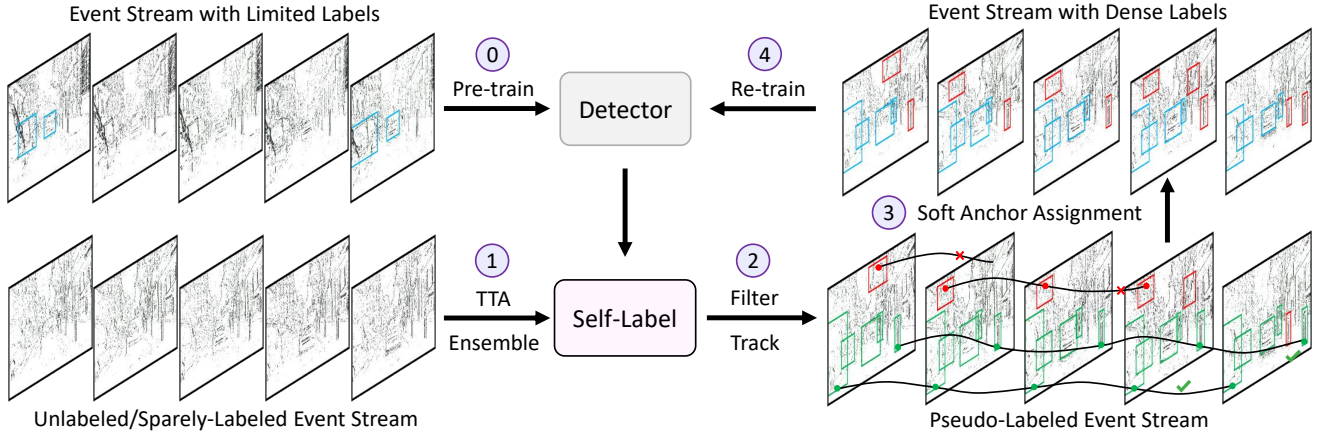 Event Stream with Limited Labels
Event Stream with Dense Labels
0
Pre-train
Detector
4
Re-train
3 Soft Anchor Assignment
1
TTA
Ensemble
Self-Label
2
Filter
Track
Unlabeled/Sparely-Labeled Event Stream
Pseudo-Labeled Event Stream